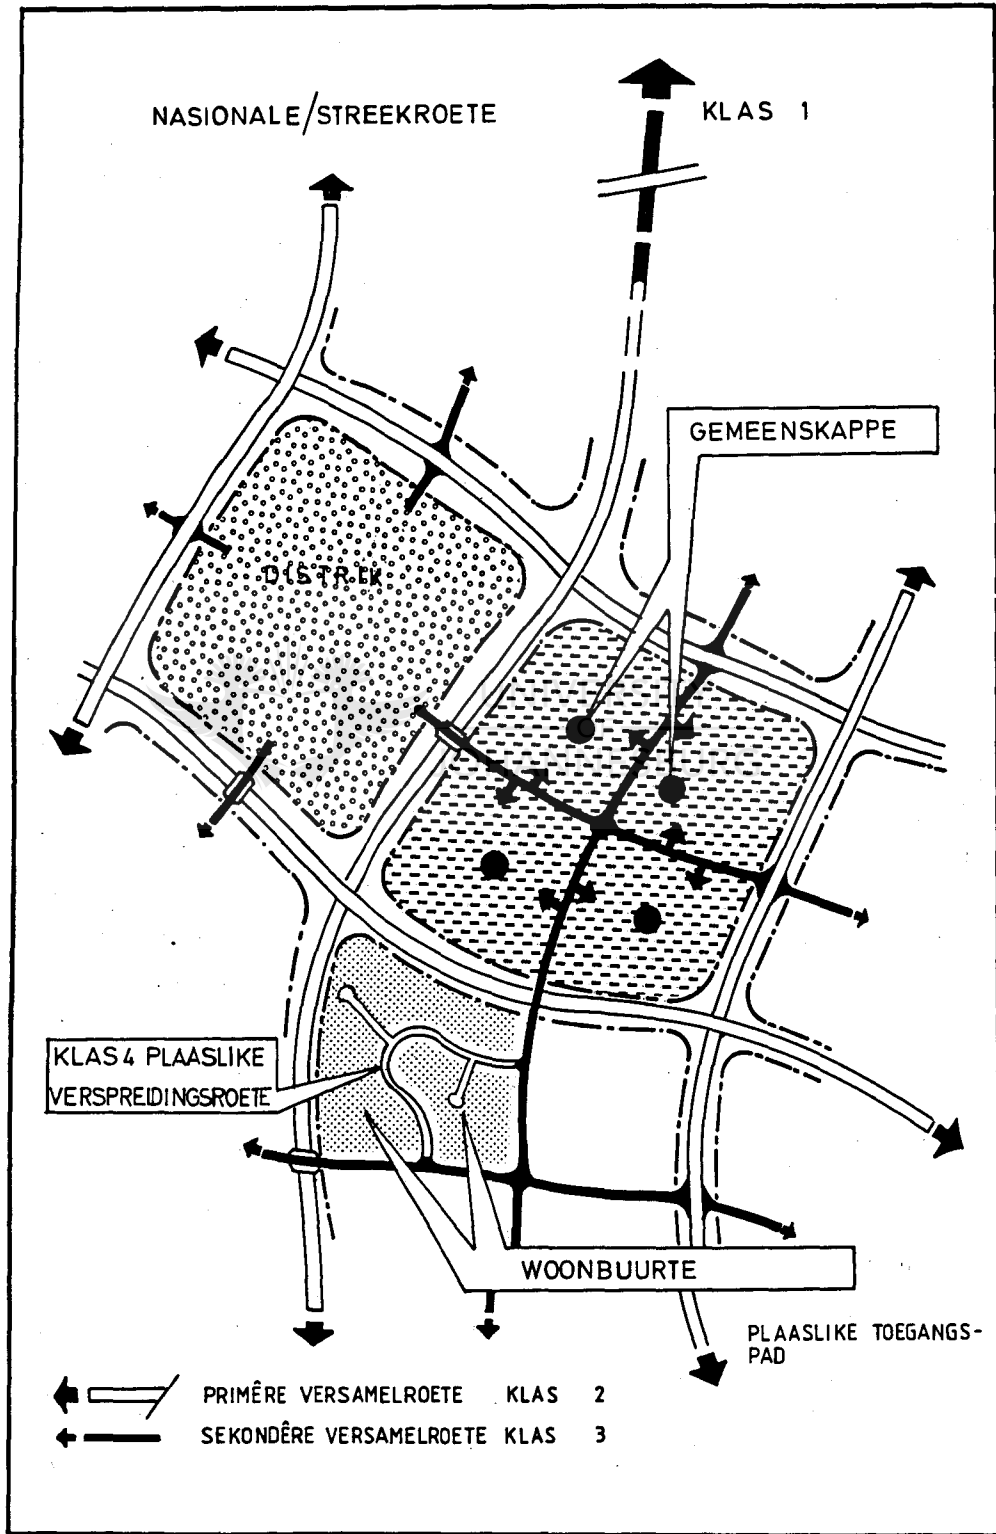 NASIONALE/STREEKROETE KLAS 1
GEMEENSKAPPE
DISTRIK
KLAS 4 PLAASLIKE
VERSPREIDINGSROETE
WOONBUURTE
PLAASLIKE TOEGANGS-
PAD
PRIMÊRE VERSAMELROETE KLAS 2
SEKONDÊRE VERSAMELROETE KLAS 3